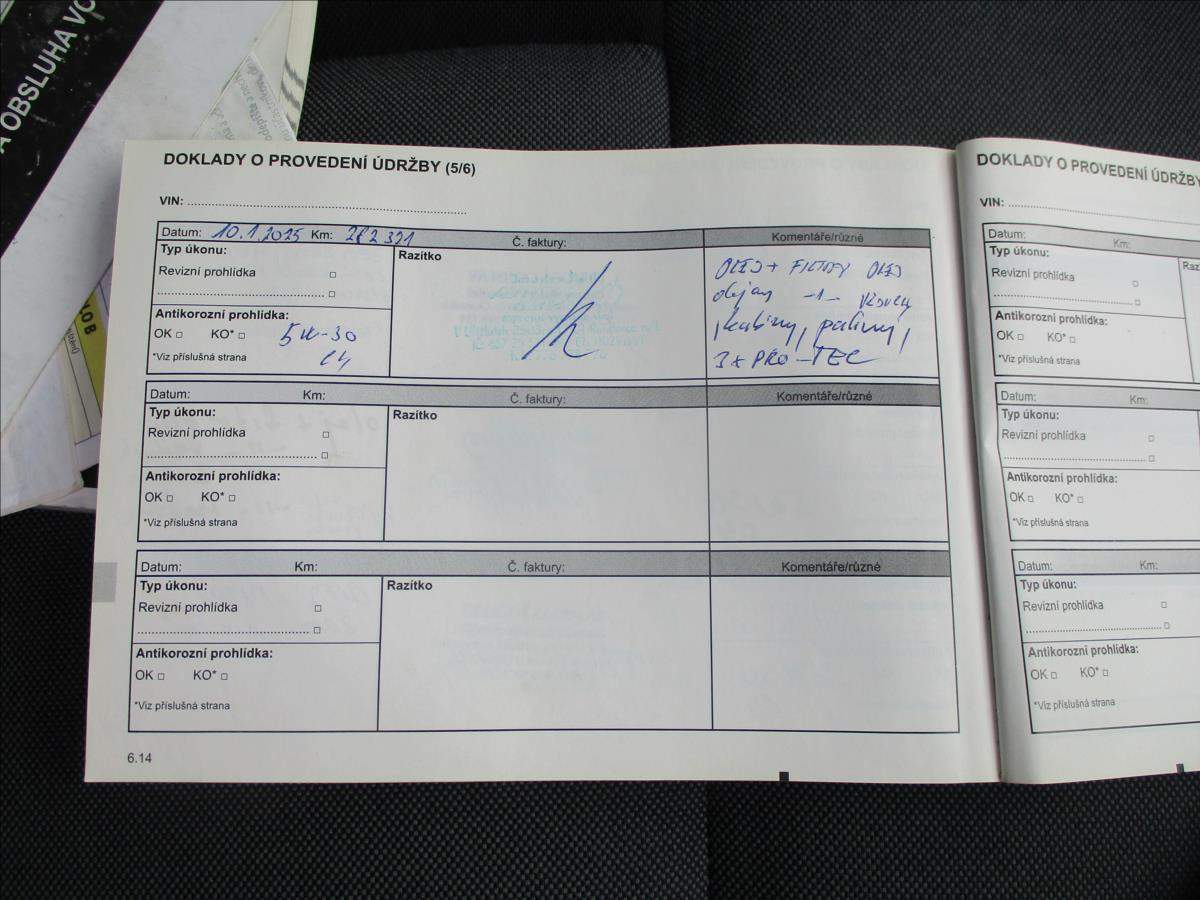 A OBSLUHA VO
DOKLADY O PROVEDENÍ ÚDRŽBY (5/6)
VIN:
Datum: 10.1.2025 Km: 282 321 Č. faktury: Komentáře/různé
Typ úkonu:
Revizní prohlídka
Antikorozní prohlídka:
OK KO*
5W-30
C4
*Viz příslušná strana
Razítko
OLEJ + FILTRY OLEJ
-1-
kabiny, paliva,
3x PRO-TEC
Datum: Km: Č. faktury: Komentáře/různé
Typ úkonu:
Revizní prohlídka
Antikorozní prohlídka:
OK KO*
*Viz příslušná strana
Razítko
Datum: Km: Č. faktury: Komentáře/různé
Typ úkonu:
Revizní prohlídka
Antikorozní prohlídka:
OK KO*
*Viz příslušná strana
Razítko
6.14
DOKLADY O PROVEDENÍ ÚDRŽBY
VIN:
Datum: Km:
Typ úkonu:
Revizní prohlídka
Antikorozní prohlídka:
OK KO*
*Viz příslušná strana
Raz
Datum: Km:
Typ úkonu:
Revizní prohlídka
Antikorozní prohlídka:
OK KO*
*Viz příslušná strana
Datum: Km:
Typ úkonu:
Revizní prohlídka
Antikorozní prohlídka:
OK KO*
*Viz příslušná strana